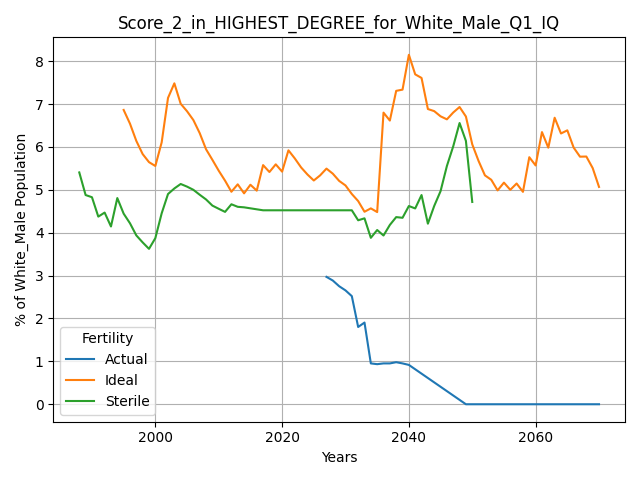 Score_2_in_HIGHEST_DEGREE_for_White_Male_Q1_IQ
8
7
6
5
4
3
2
1
0
% of White_Male Population
Fertility
Actual
Ideal
Sterile
2000 2020 2040 2060
Years